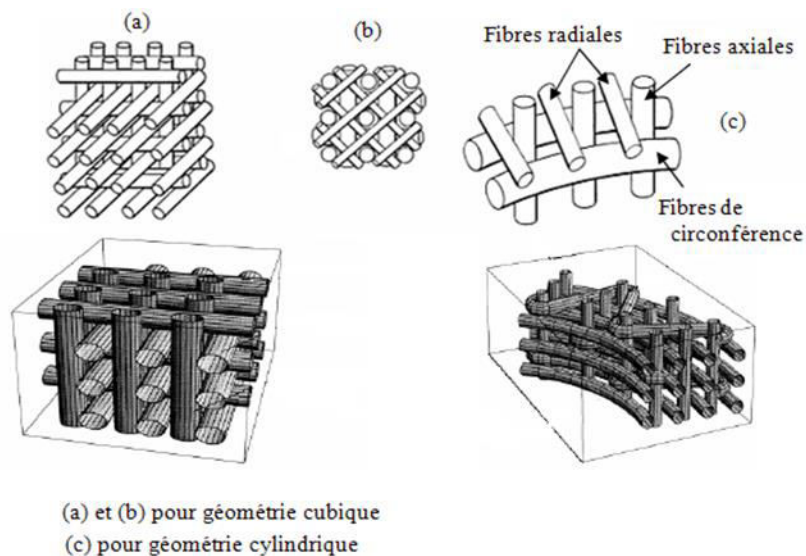 (a)
(b)
Fibres radiales
Fibres axiales
(c)
Fibres de
circonférence
(a) et (b) pour géométrie cubique
(c) pour géométrie cylindrique